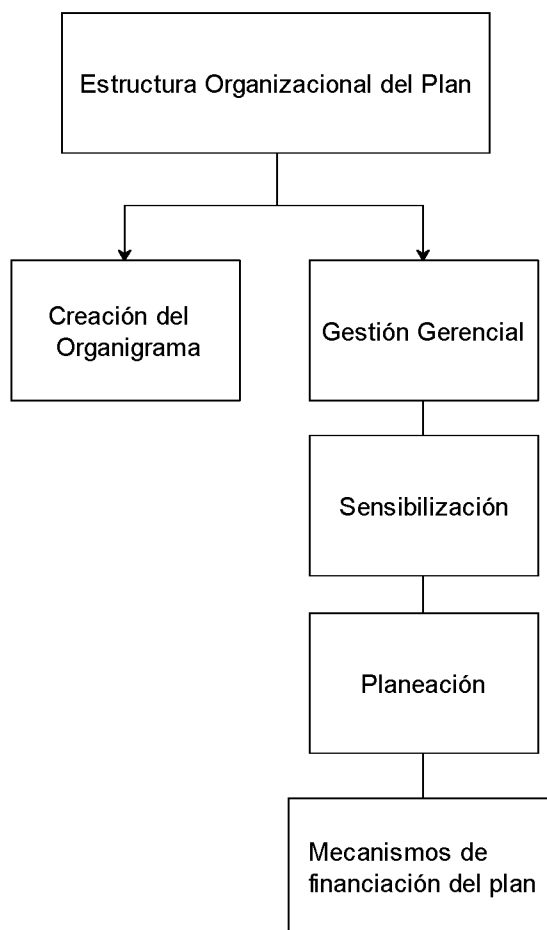 Estructura Organizacional del Plan
Creación del
Organigrama
Gestión Gerencial
Sensibilización
Planeación
Mecanismos de
financiación del plan